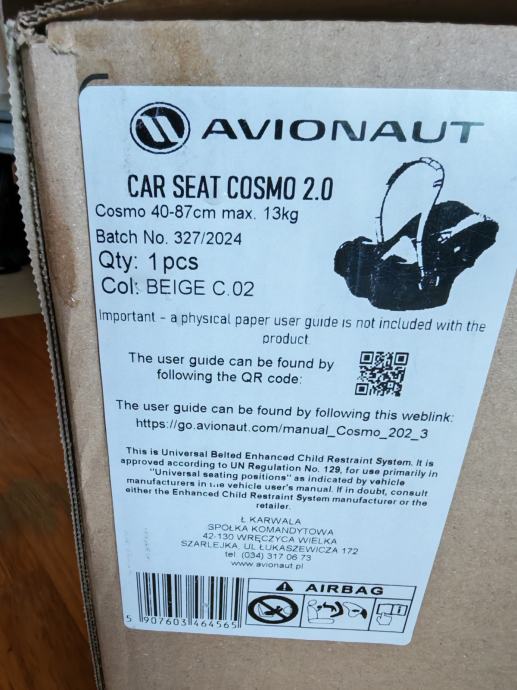 AVIONAUT
CAR SEAT COSMO 2.0
Cosmo 40-87cm max. 13kg
Batch No. 327/2024
Qty: 1 pcs
Col: BEIGE C.02
Important - a physical paper user guide is not included with the
product
The user guide can be found by
following the QR code:
The user guide can be found by following this weblink:
https://go.avionaut.com/manual_Cosmo_202_3
This is Universal Belted Enhanced Child Restraint System. It is
approved according to UN Regulation No. 129, for use primarily in
"Universal seating positions" as indicated by vehicle
manufacturers in the vehicle user's manual. If in doubt, consult
either the Enhanced Child Restraint System manufacturer or the
retailer.
Ł KARWALA
SPÓŁKA KOMANDYTOWA
42-130 WRĘCZYCA WIELKA
SZARLEJKA, UL ŁUKASZEWICZA 172
tel. (034) 317 06 73
www.avionaut.pl
AIRBAG
5 907603 464565